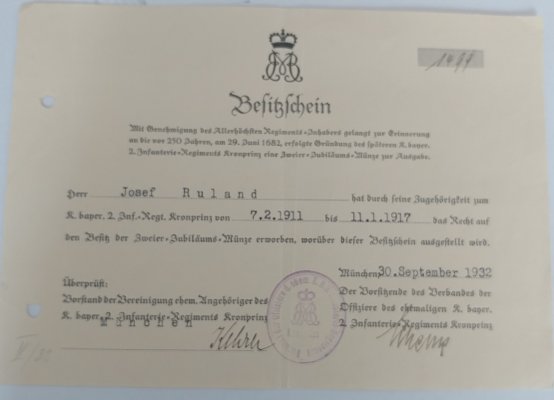 1499
Besitzschein
Mit Genehmigung des Allerhöchsten Regiments-Inhabers gelangt zur Erinnerung
an die vor 250 Jahren, am 29. Juni 1682, erfolgte Gründung des späteren K. bayer.
2. Infanterie-Regiments Kronprinz eine Zweier-Jubiläums-Münze zur Ausgabe.
Herr Josef Ruland hat durch seine Zugehörigkeit zum
K. bayer. 2. Inf.-Regt. Kronprinz von 7.2.1911 bis 11.1.1917 das Recht auf
den Besitz der Zweier-Jubiläums-Münze erworben, worüber dieser Besitzschein ausgestellt wird.
München, 30.September 1932
Überprüft:
Vorstand der Vereinigung ehem. Angehöriger des
K. bayer. 2. Infanterie-Regiments Kronprinz
München
Der Vorsitzende des Verbandes der
Offiziere des ehemaligen K. bayer.
2. Infanterie-Regiments Kronprinz